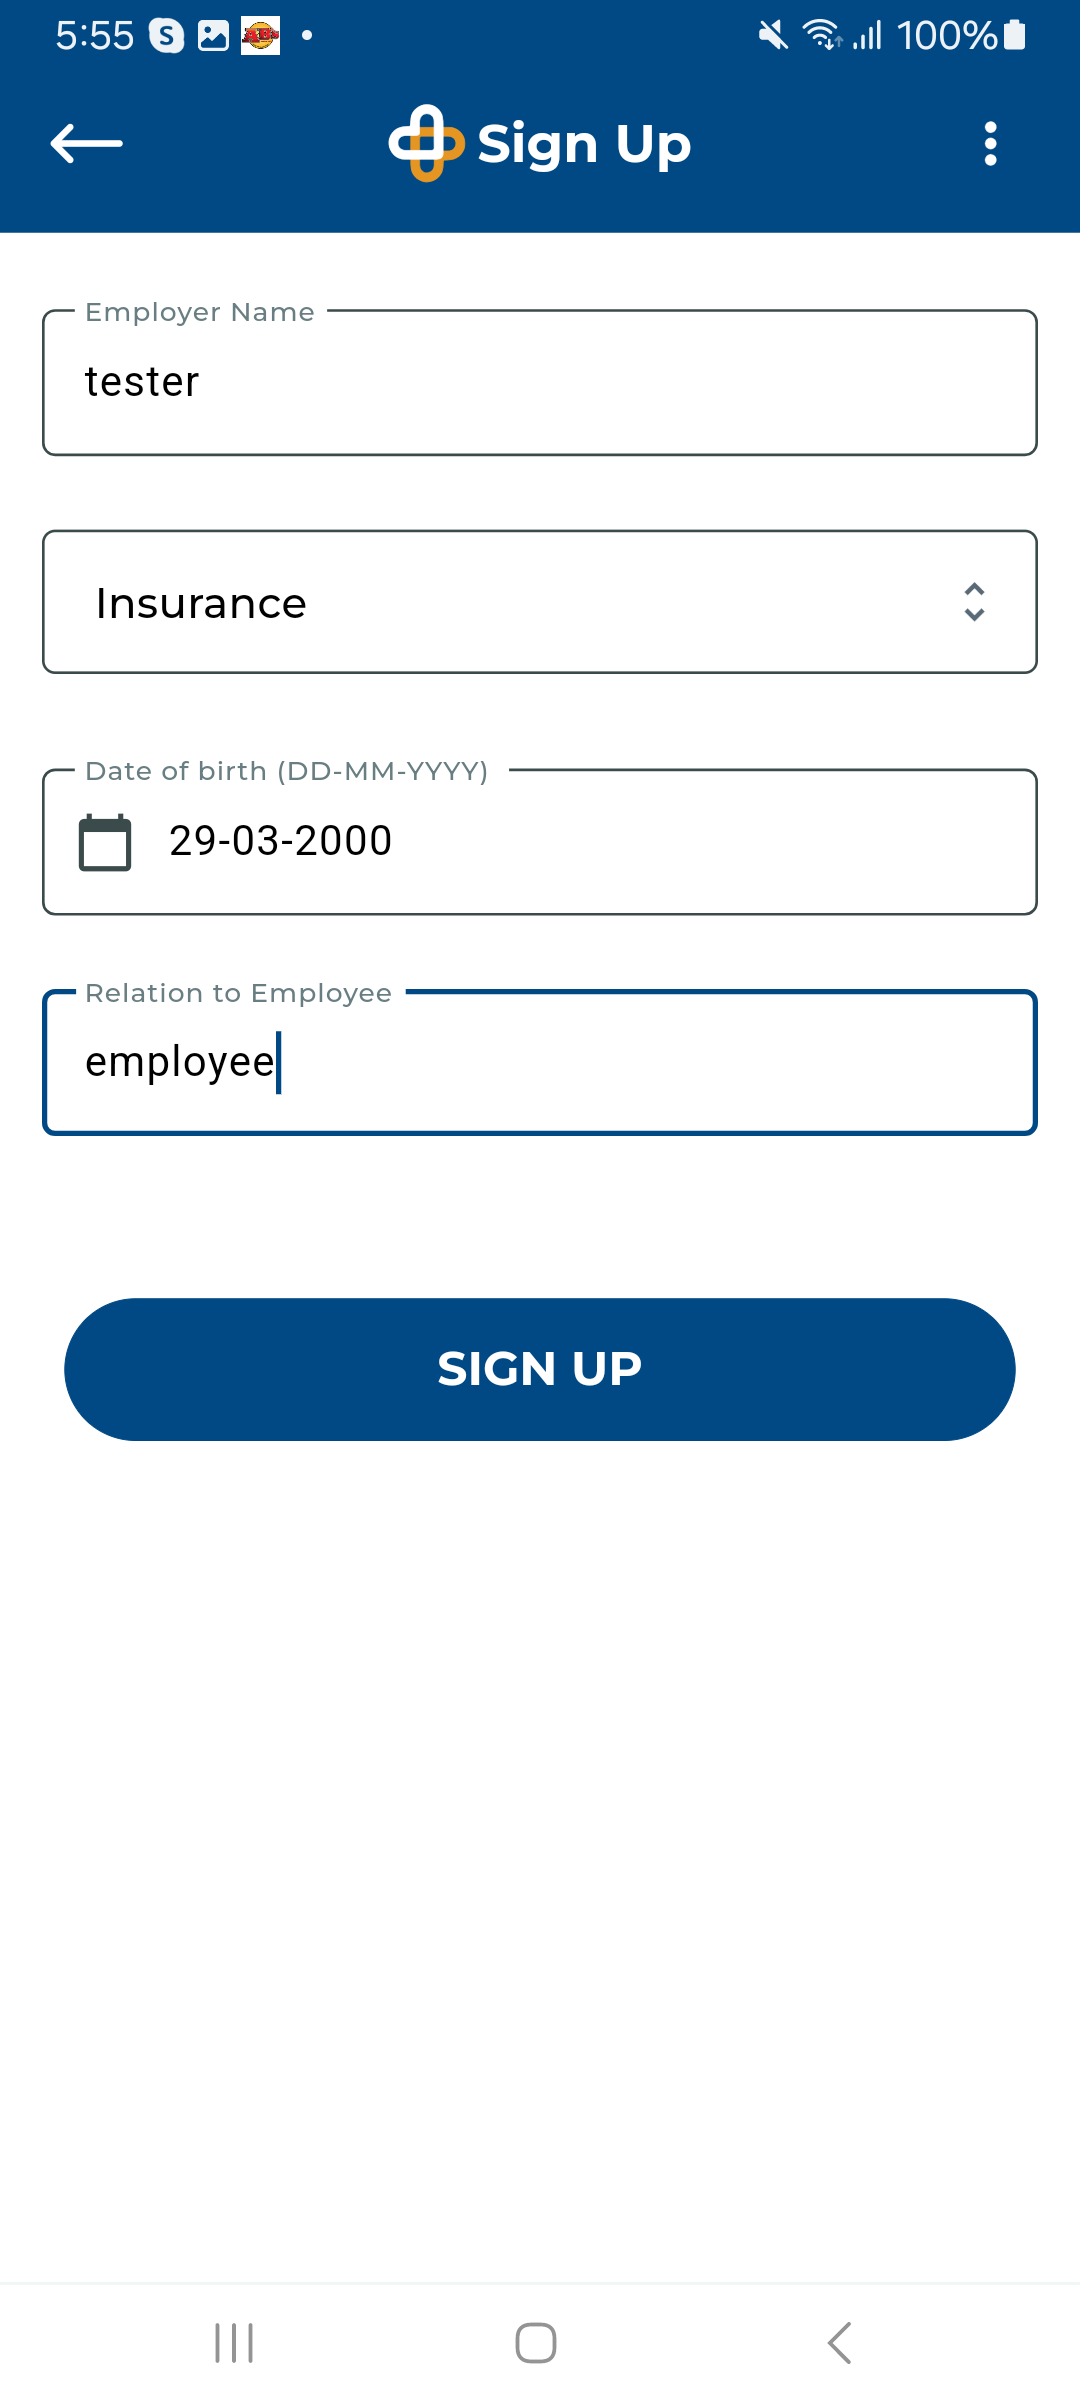 5:55 S ABs 100%
Sign Up
Employer Name
tester
Insurance
Date of birth (DD-MM-YYYY)
29-03-2000
Relation to Employee
employee
SIGN UP